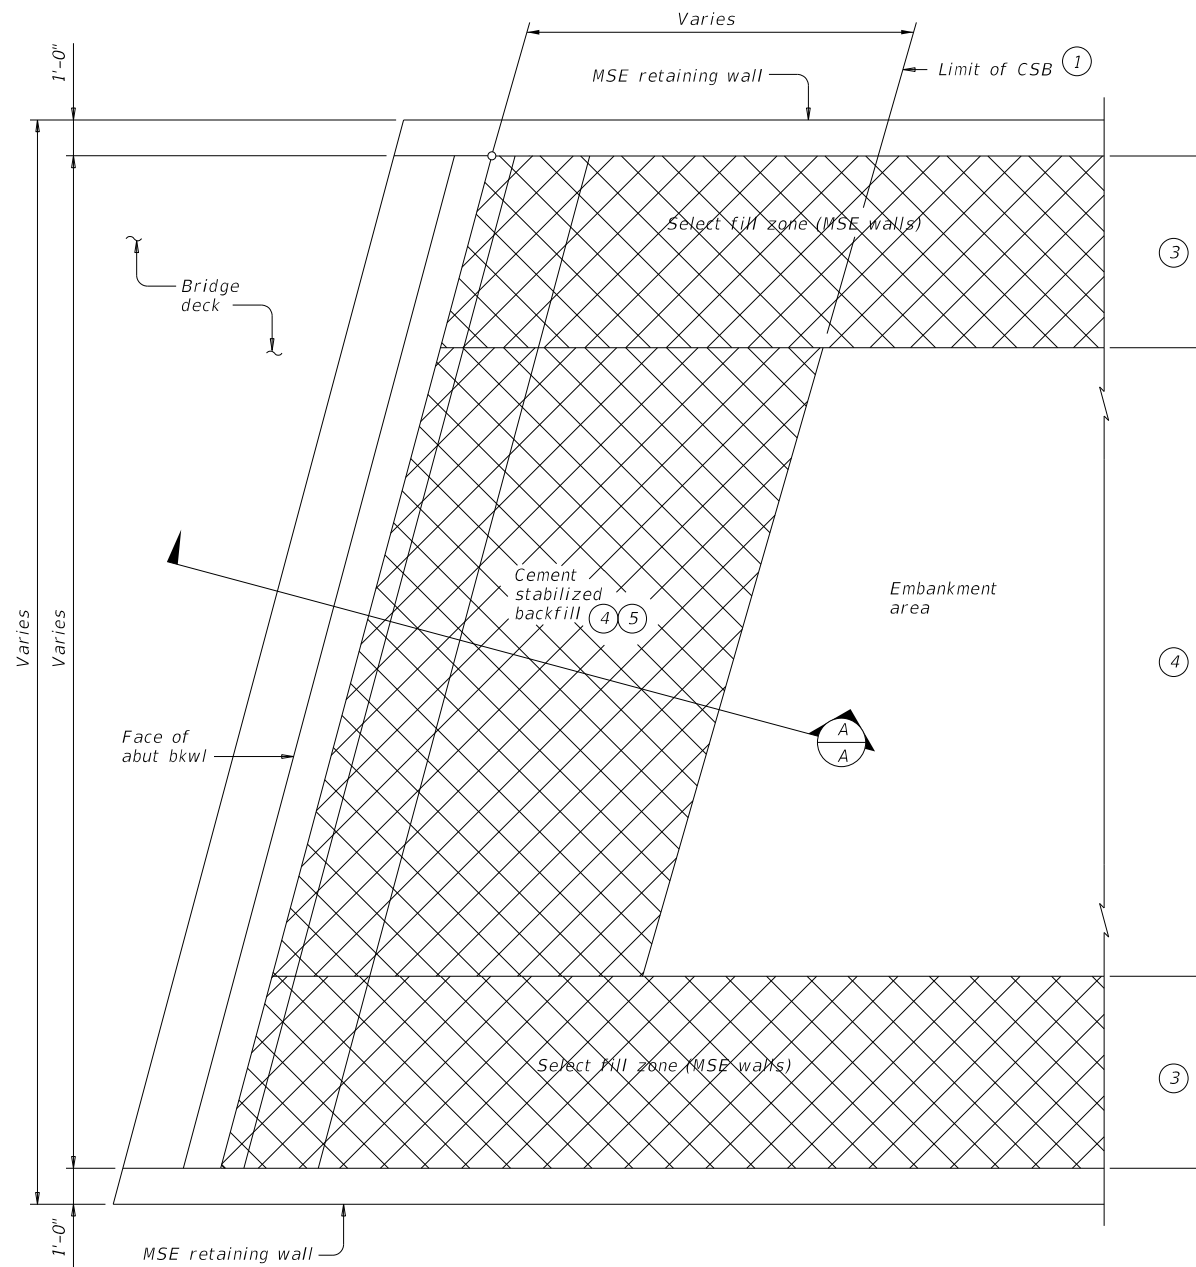 Varies
1'-0"
MSE retaining wall
Limit of CSB 1
Select fill zone (MSE walls)
3
Bridge
deck
Cement
stabilized
backfill 4 5
Embankment
area
Varies
Varies
4
A
A
Face of
abut bkwl
Select fill zone (MSE walls)
3
1'-0"
MSE retaining wall